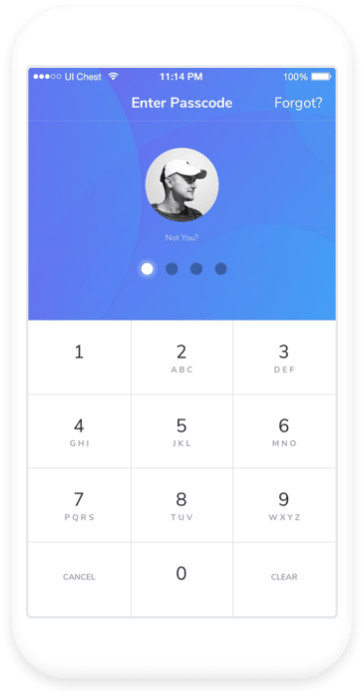 UI Chest 11:14 PM 100%
Enter Passcode Forgot?
Not You?
1 2 3
ABC DEF
4 5 6
GHI JKL MNO
7 8 9
PQRS TUV WXYZ
CANCEL 0 CLEAR